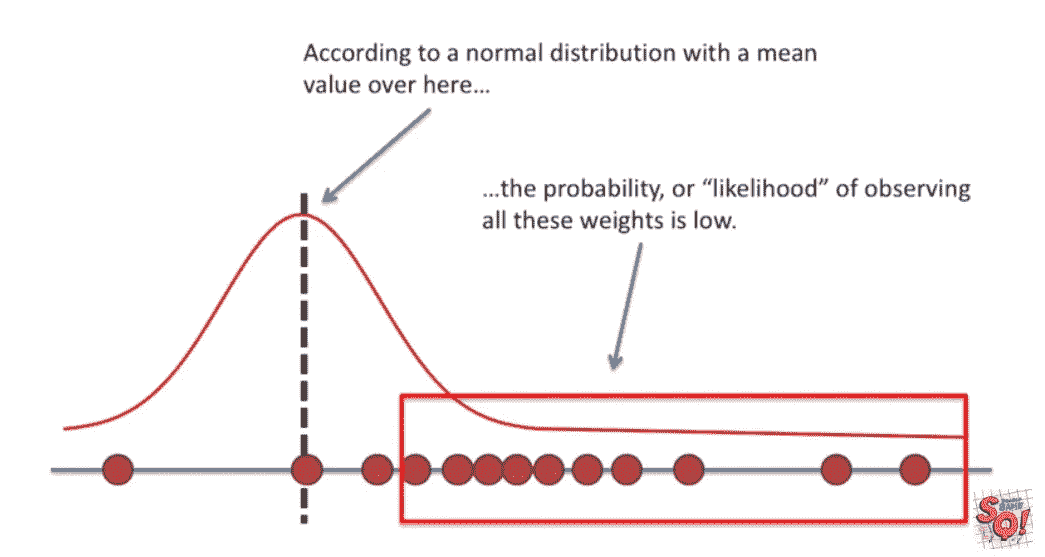 According to a normal distribution with a mean
value over here…
…the probability, or “likelihood” of observing
all these weights is low.
SQ!